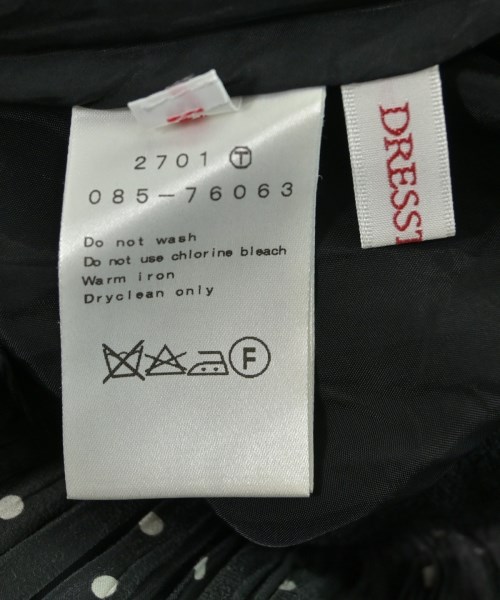 2701 Ⓣ
085-76063
Do not wash
Do not use chlorine bleach
Warm iron
Dryclean only
F
DRESST